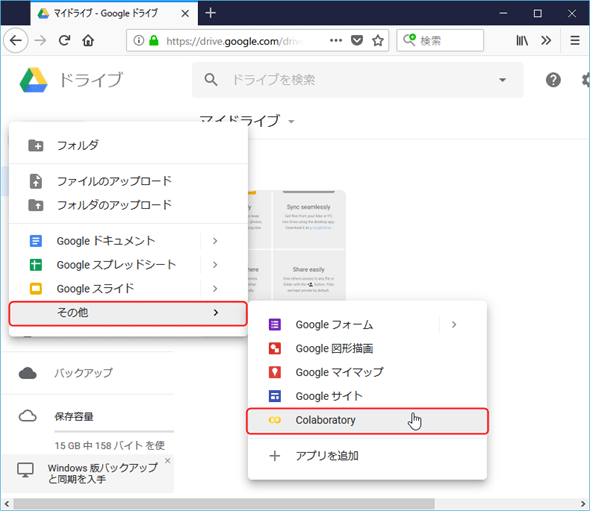 マイドライブ - Google ドライブ
https://drive.google.com/driv
検索
ドライブ
ドライブを検索
マイドライブ
フォルダ
ファイルのアップロード
フォルダのアップロード
Google ドキュメント
Google スプレッドシート
Google スライド
その他
Sync seamlessly
Get files from your Mac or PC
Share easily
Google フォーム
Google 図形描画
Google マイマップ
Google サイト
Colaboratory
アプリを追加
バックアップ
保存容量
15 GB 中 158 バイト を使
Windows 版バックアップ
と同期を入手